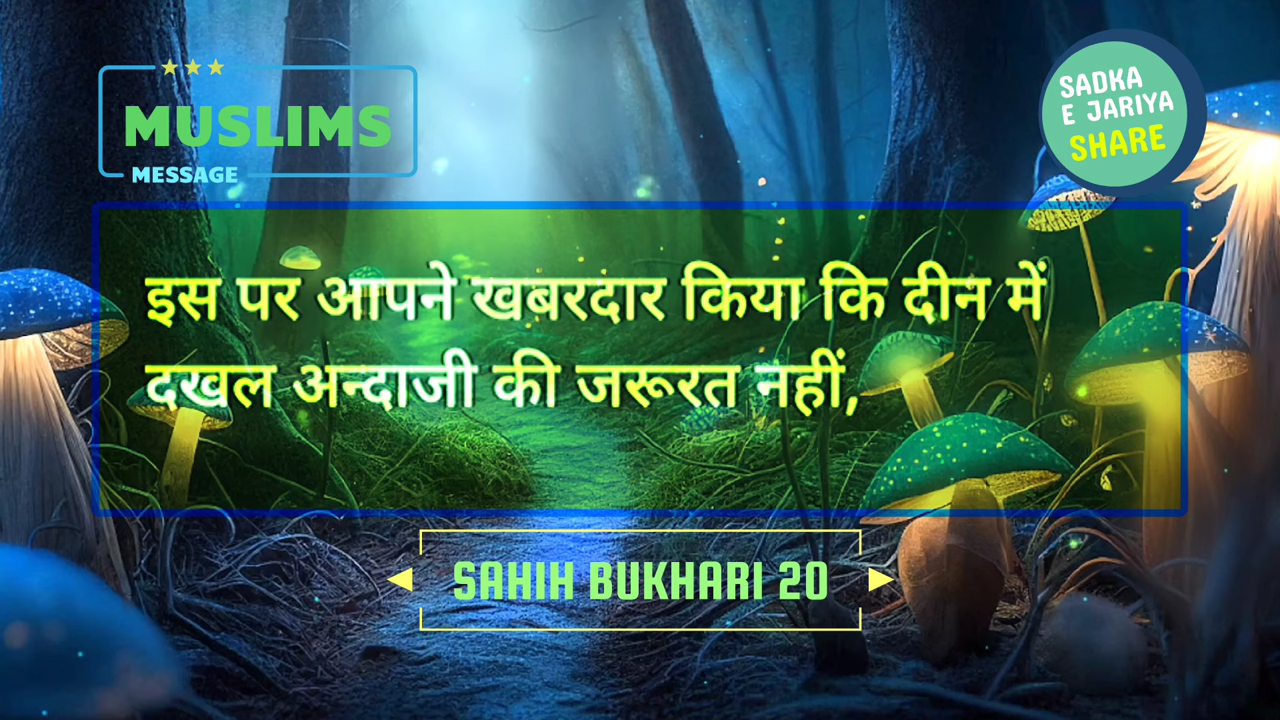 MUSLIMS
MESSAGE
SADKA
E JARIYA
SHARE
इस पर आपने खबरदार किया कि दीन में
दखल अन्दाजी की जरूरत नहीं,
SAHIH BUKHARI 20